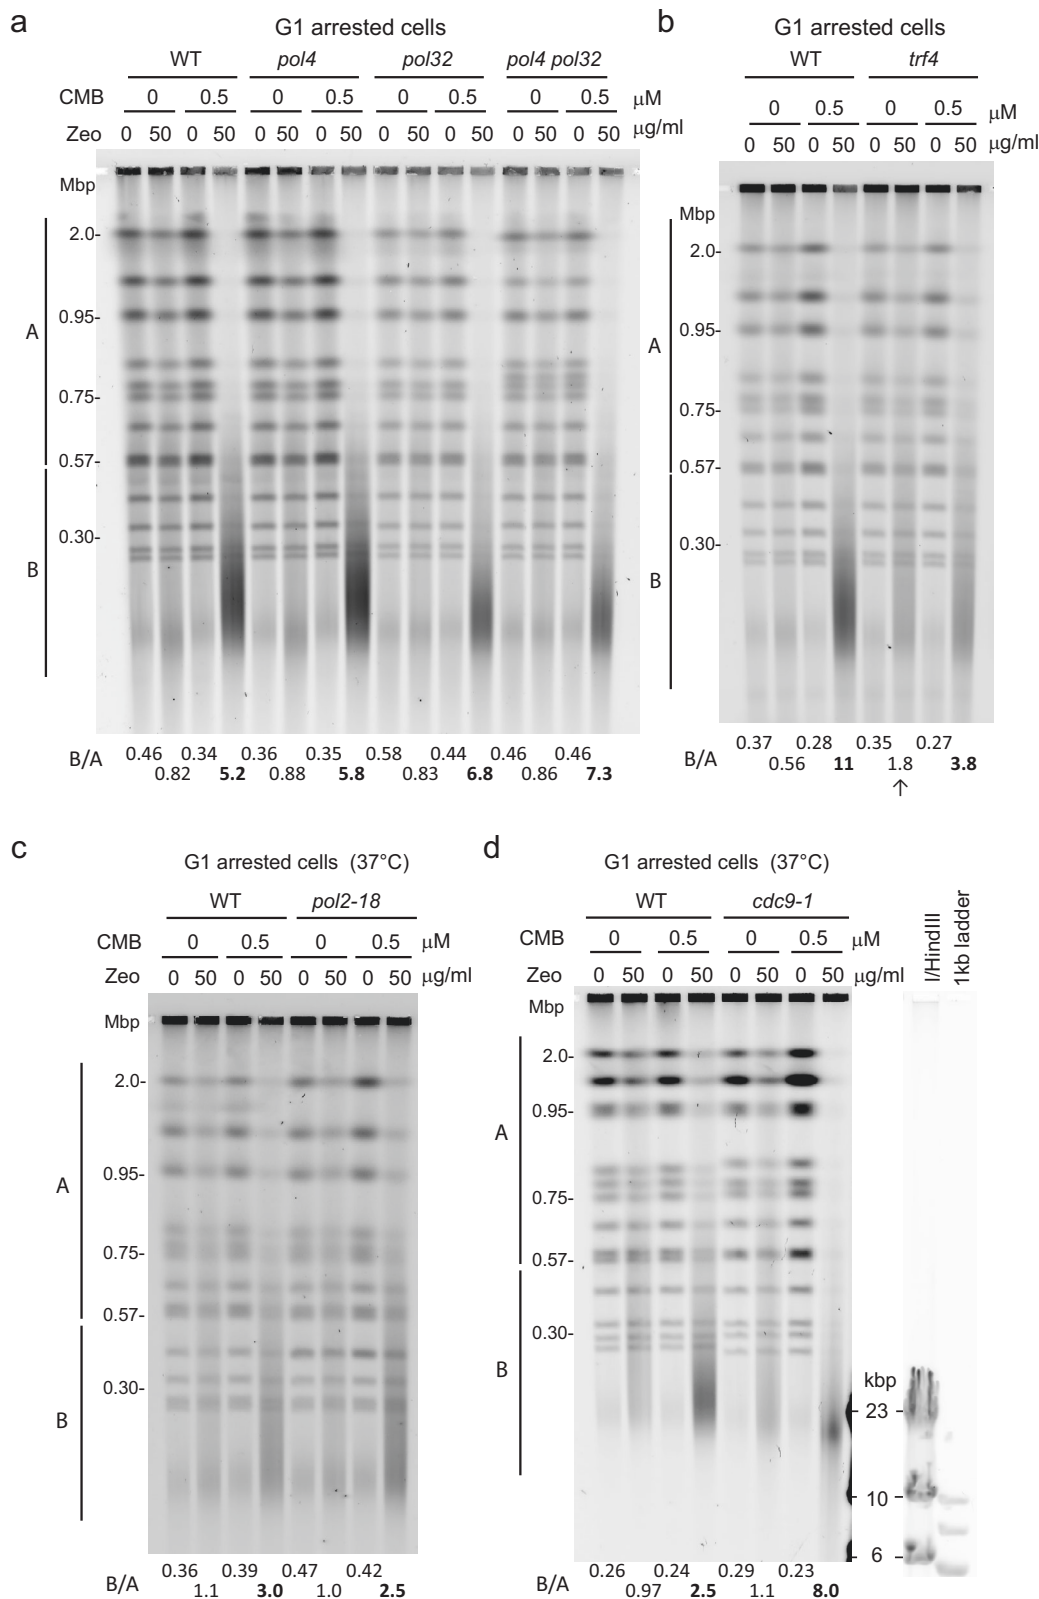 a
G1 arrested cells
WT pol4 pol32 pol4 pol32
CMB 0 0.5 0 0.5 0 0.5 0 0.5 μM
Zeo 0 50 0 50 0 50 0 50 0 50 0 50 0 50 0 50 μg/ml
Mbp
2.0-
0.95-
A
0.75-
0.57-
0.30-
B
0.46 0.34 0.36 0.35 0.58 0.44 0.46 0.46
B/A 0.82 5.2 0.88 5.8 0.83 6.8 0.86 7.3
b
G1 arrested cells
WT trf4
0 0.5 0 0.5 μM
0 50 0 50 0 50 0 50 μg/ml
Mbp
2.0-
0.95-
A
0.75-
0.57-
0.30-
B
0.37 0.28 0.35 0.27
B/A 0.56 11 1.8 3.8
↑
c
G1 arrested cells (37°C)
WT pol2-18
CMB 0 0.5 0 0.5 μM
Zeo 0 50 0 50 0 50 0 50 μg/ml
Mbp
2.0-
A
0.95-
0.75-
0.57-
0.30-
B
0.36 0.39 0.47 0.42
B/A 1.1 3.0 1.0 2.5
d
G1 arrested cells (37°C)
WT cdc9-1
CMB 0 0.5 0 0.5 μM
Zeo 0 50 0 50 0 50 0 50 μg/ml
l/HindIII
1kb ladder
Mbp
2.0-
0.95-
A
0.75-
0.57-
0.30-
B
kbp
23
10
6
0.26 0.24 0.29 0.23
B/A 0.97 2.5 1.1 8.0